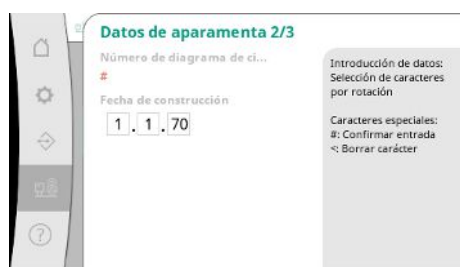 Datos de aparamenta 2/3
Número de diagrama de ci...
#
Fecha de construcción
1 . 1 . 70
Introducción de datos:
Selección de caracteres
por rotación
Caracteres especiales:
#: Confirmar entrada
<: Borrar carácter
?